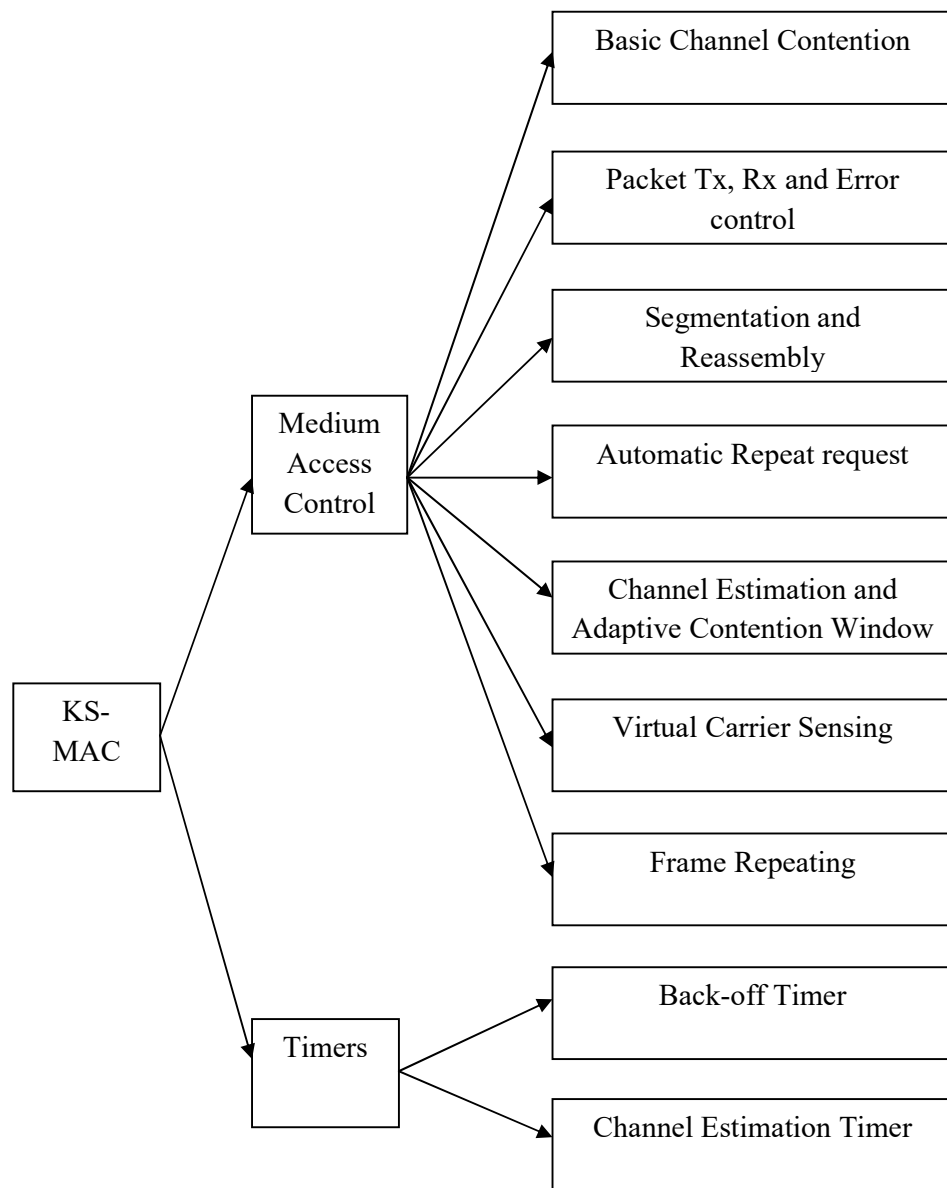 Basic Channel Contention
Packet Tx, Rx and Error
control
Segmentation and
Reassembly
Medium
Access
Control
Automatic Repeat request
Channel Estimation and
Adaptive Contention Window
KS-
MAC
Virtual Carrier Sensing
Frame Repeating
Back-off Timer
Timers
Channel Estimation Timer